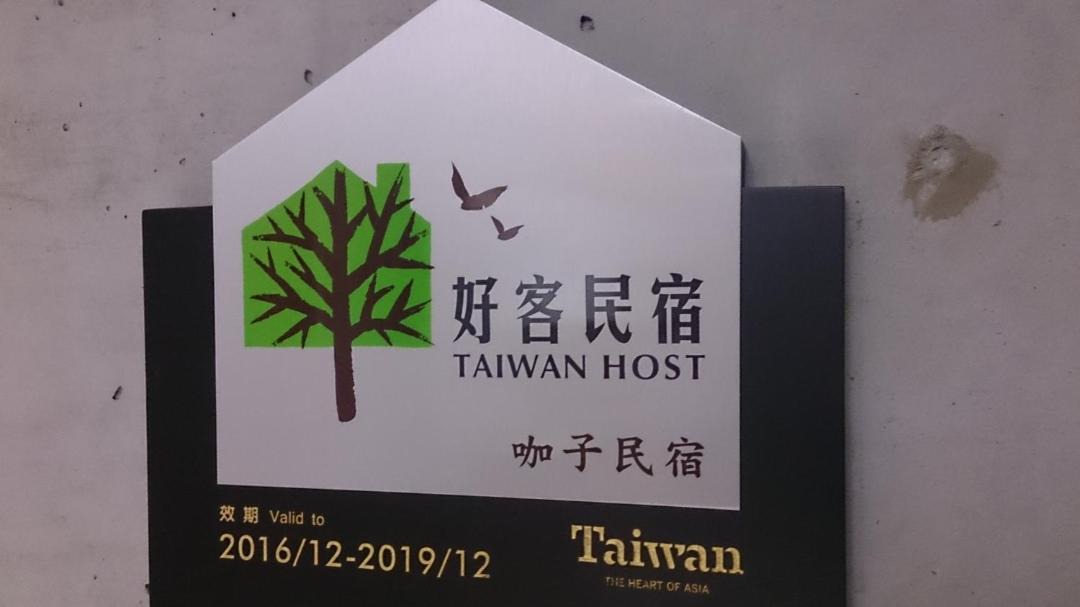 好客民宿
TAIWAN HOST
咖子民宿
效期 Valid to
2016/12-2019/12
Taiwan
THE HEART OF ASIA